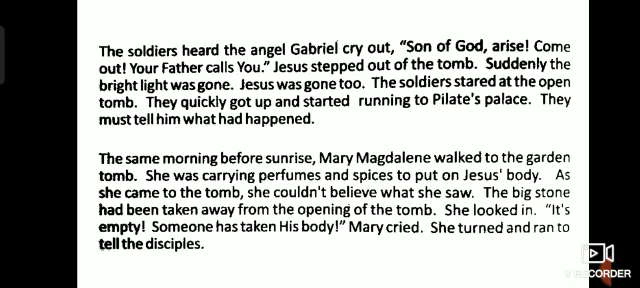 The soldiers heard the angel Gabriel cry out, "Son of God, arise! Come
out! Your Father calls You." Jesus stepped out of the tomb. Suddenly the
bright light was gone. Jesus was gone too. The soldiers stared at the open
tomb. They quickly got up and started running to Pilate's palace. They
must tell him what had happened.
The same morning before sunrise, Mary Magdalene walked to the garden
tomb. She was carrying perfumes and spices to put on Jesus' body. As
she came to the tomb, she couldn't believe what she saw. The big stone
had been taken away from the opening of the tomb. She looked in. "It's
empty! Someone has taken His body!" Mary cried. She turned and ran to
tell the disciples.
V RECORDER